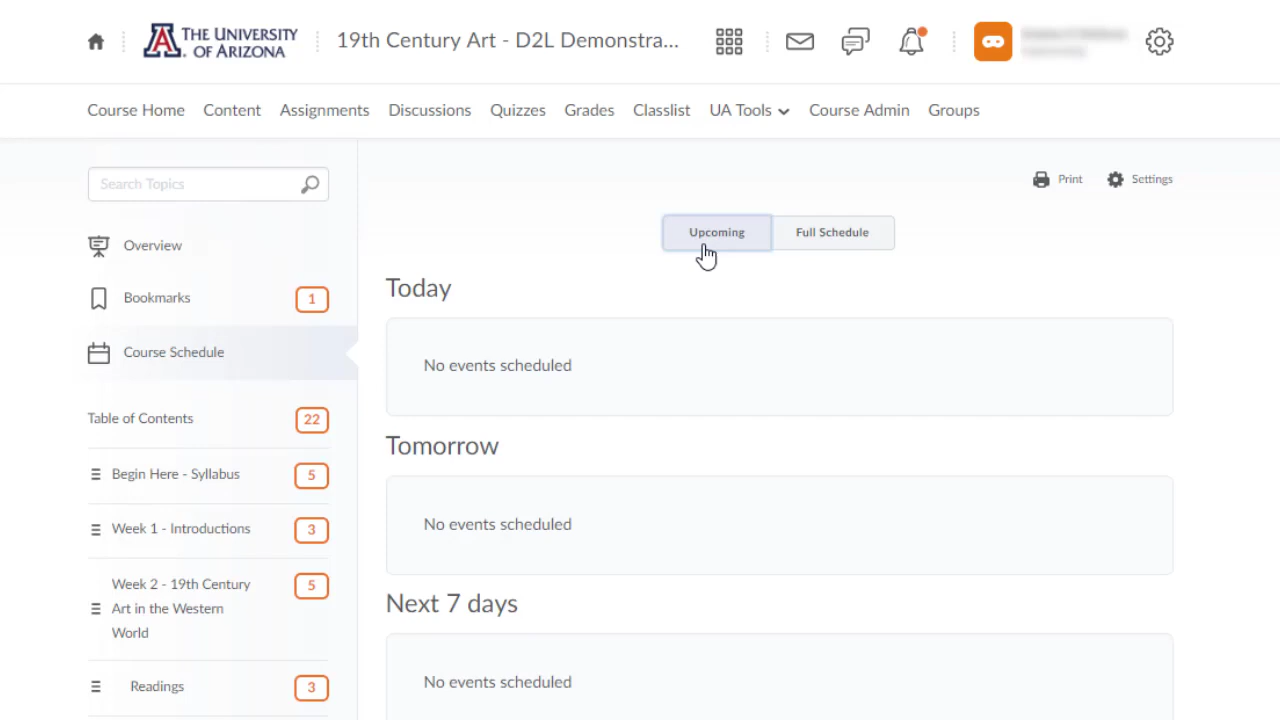 THE UNIVERSITY
OF ARIZONA
19th Century Art - D2L Demonstra...
Course Home Content Assignments Discussions Quizzes Grades Classlist UA Tools Course Admin Groups
Search Topics
Print Settings
Upcoming Full Schedule
Overview
Bookmarks 1
Course Schedule
Table of Contents 22
Begin Here - Syllabus 5
Week 1 - Introductions 3
Week 2 - 19th Century 5
Art in the Western
World
Readings 3
Today
No events scheduled
Tomorrow
No events scheduled
Next 7 days
No events scheduled